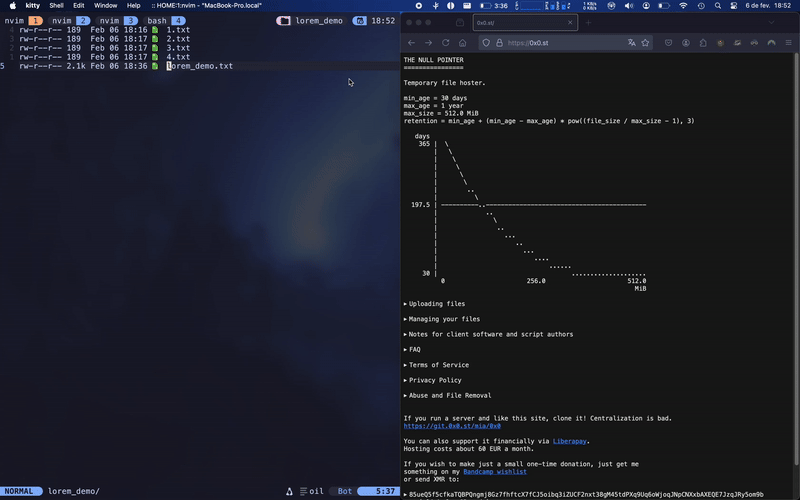 kitty Shell Edit Window Help :: HOME:1:nvim - "MacBook-Pro.local" 3:36 1 KB/s 0 KB/s 6 de fev. 18:52
nvim 1 nvim 2 nvim 3 bash 4 lorem_demo 18:52
4 rw-r--r-- 189 Feb 06 18:16 1.txt
3 rw-r--r-- 189 Feb 06 18:17 2.txt
2 rw-r--r-- 189 Feb 06 18:17 3.txt
1 rw-r--r-- 189 Feb 06 18:17 4.txt
5 rw-r--r-- 2.1k Feb 06 18:36 lorem_demo.txt
NORMAL lorem_demo/ oil Bot 5:37
0x0.st/
https://0x0.st
THE NULL POINTER
================
Temporary file hoster.
min_age = 30 days
max_age = 1 year
max_size = 512.0 MiB
retention = min_age + (min_age - max_age) * pow((file_size / max_size - 1), 3)
days
365
197.5
30
0 256.0 512.0
MiB
▶ Uploading files
▶ Managing your files
▶ Notes for client software and script authors
▶ FAQ
▶ Terms of Service
▶ Privacy Policy
▶ Abuse and File Removal
If you run a server and like this site, clone it! Centralization is bad.
https://git.0x0.st/mia/0x0
You can also support it financially via Liberapay.
Hosting costs about 60 EUR a month.
If you wish to make just a small one-time donation, just get me
something on my Bandcamp wishlist
or send XMR to: